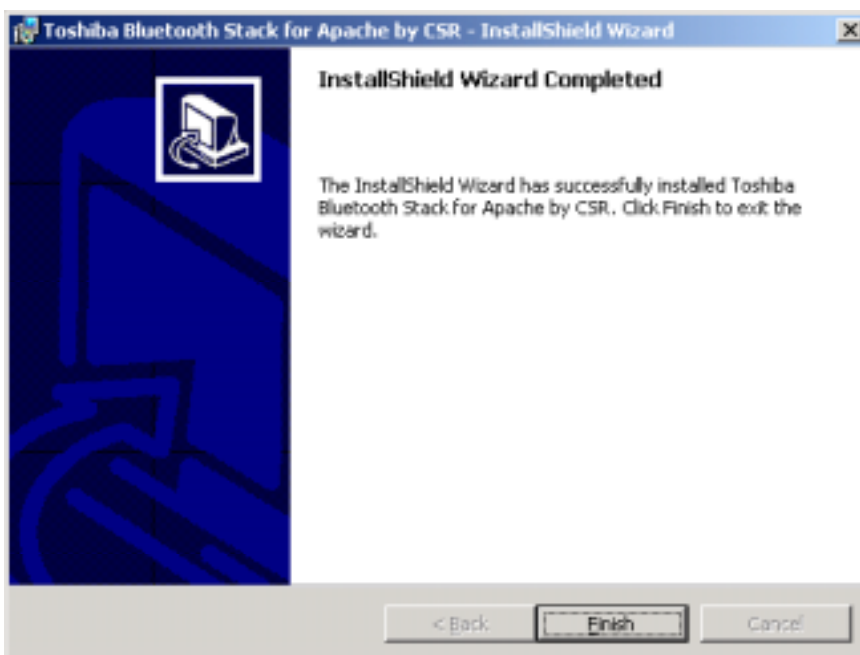 Toshiba Bluetooth Stack for Apache by CSR - InstallShield Wizard
InstallShield Wizard Completed
The InstallShield Wizard has successfully installed Toshiba
Bluetooth Stack for Apache by CSR. Click Finish to exit the
wizard.
< Back
Finish
Cancel